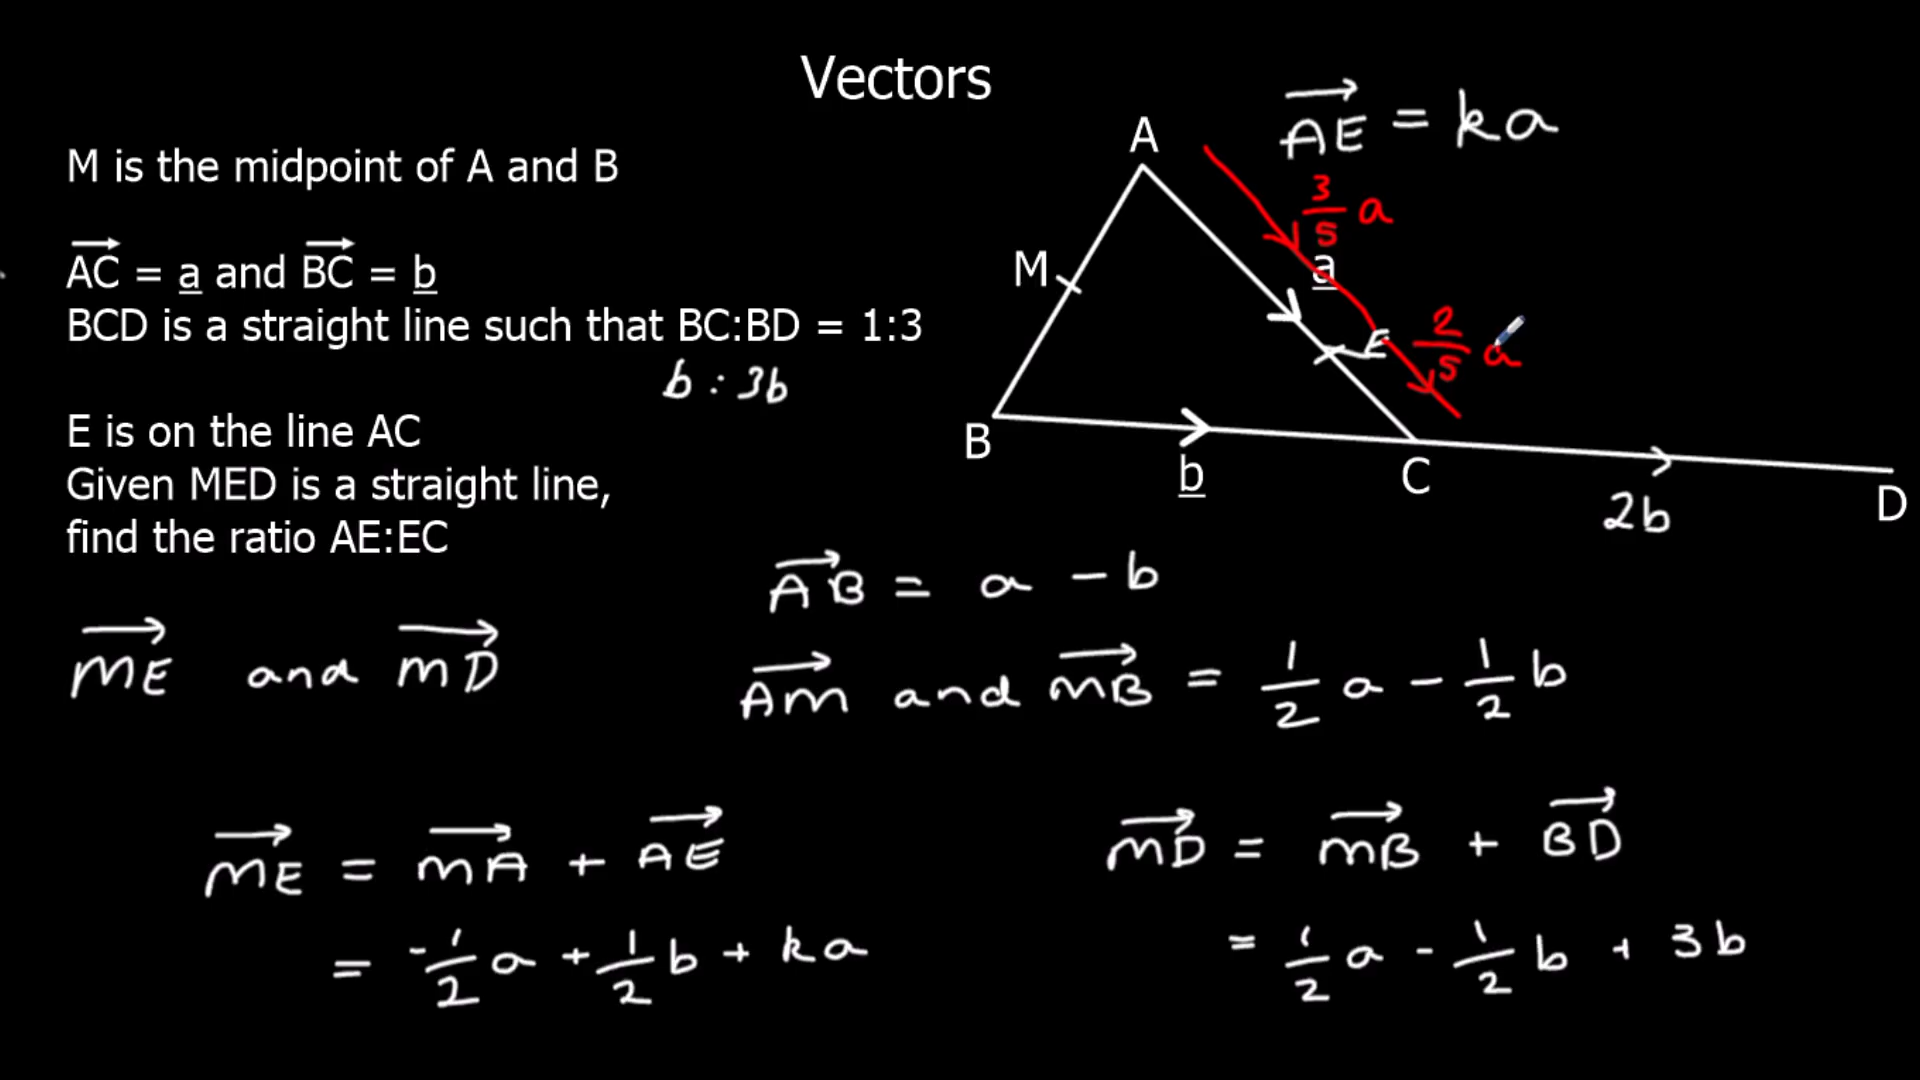 Vectors
M is the midpoint of A and B
AC = a and BC = b
BCD is a straight line such that BC:BD = 1:3
b : 3b
E is on the line AC
Given MED is a straight line,
find the ratio AE:EC
AE = ka
A
3/5 a
a
M
E
2/5 a
B
b
C
2b
D
AB = a - b
ME and MD
AM and MB = 1/2 a - 1/2 b
ME = MA + AE
= -1/2 a + 1/2 b + ka
MD = MB + BD
= 1/2 a - 1/2 b + 3b